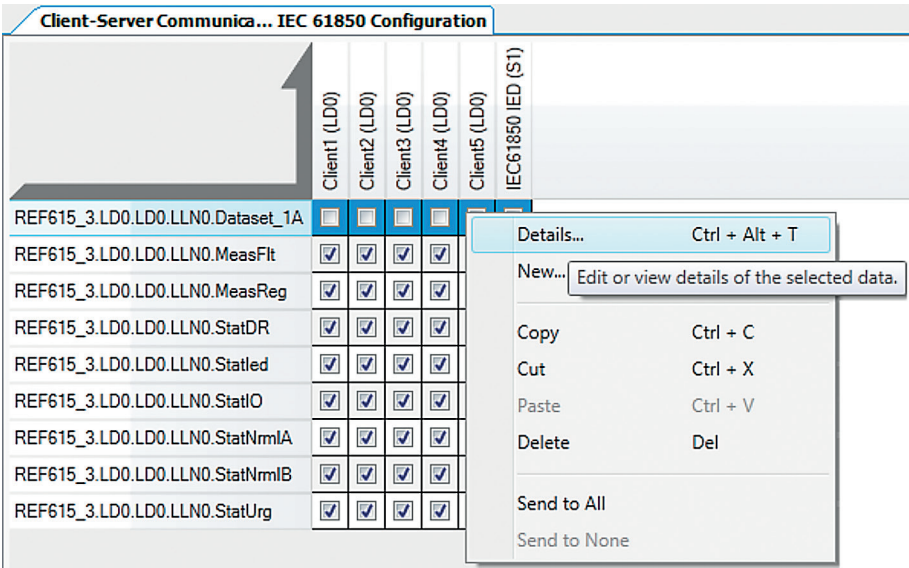 Client-Server Communica... IEC 61850 Configuration
Client1 (LD0)
Client2 (LD0)
Client3 (LD0)
Client4 (LD0)
Client5 (LD0)
IEC61850 IED (S1)
REF615_3.LD0.LD0.LLN0.Dataset_1A
REF615_3.LD0.LD0.LLN0.MeasFlt
REF615_3.LD0.LD0.LLN0.MeasReg
REF615_3.LD0.LD0.LLN0.StatDR
REF615_3.LD0.LD0.LLN0.Statled
REF615_3.LD0.LD0.LLN0.StatIO
REF615_3.LD0.LD0.LLN0.StatNrmlA
REF615_3.LD0.LD0.LLN0.StatNrmlB
REF615_3.LD0.LD0.LLN0.StatUrg
Details... Ctrl + Alt + T
New...
Edit or view details of the selected data.
Copy Ctrl + C
Cut Ctrl + X
Paste Ctrl + V
Delete Del
Send to All
Send to None